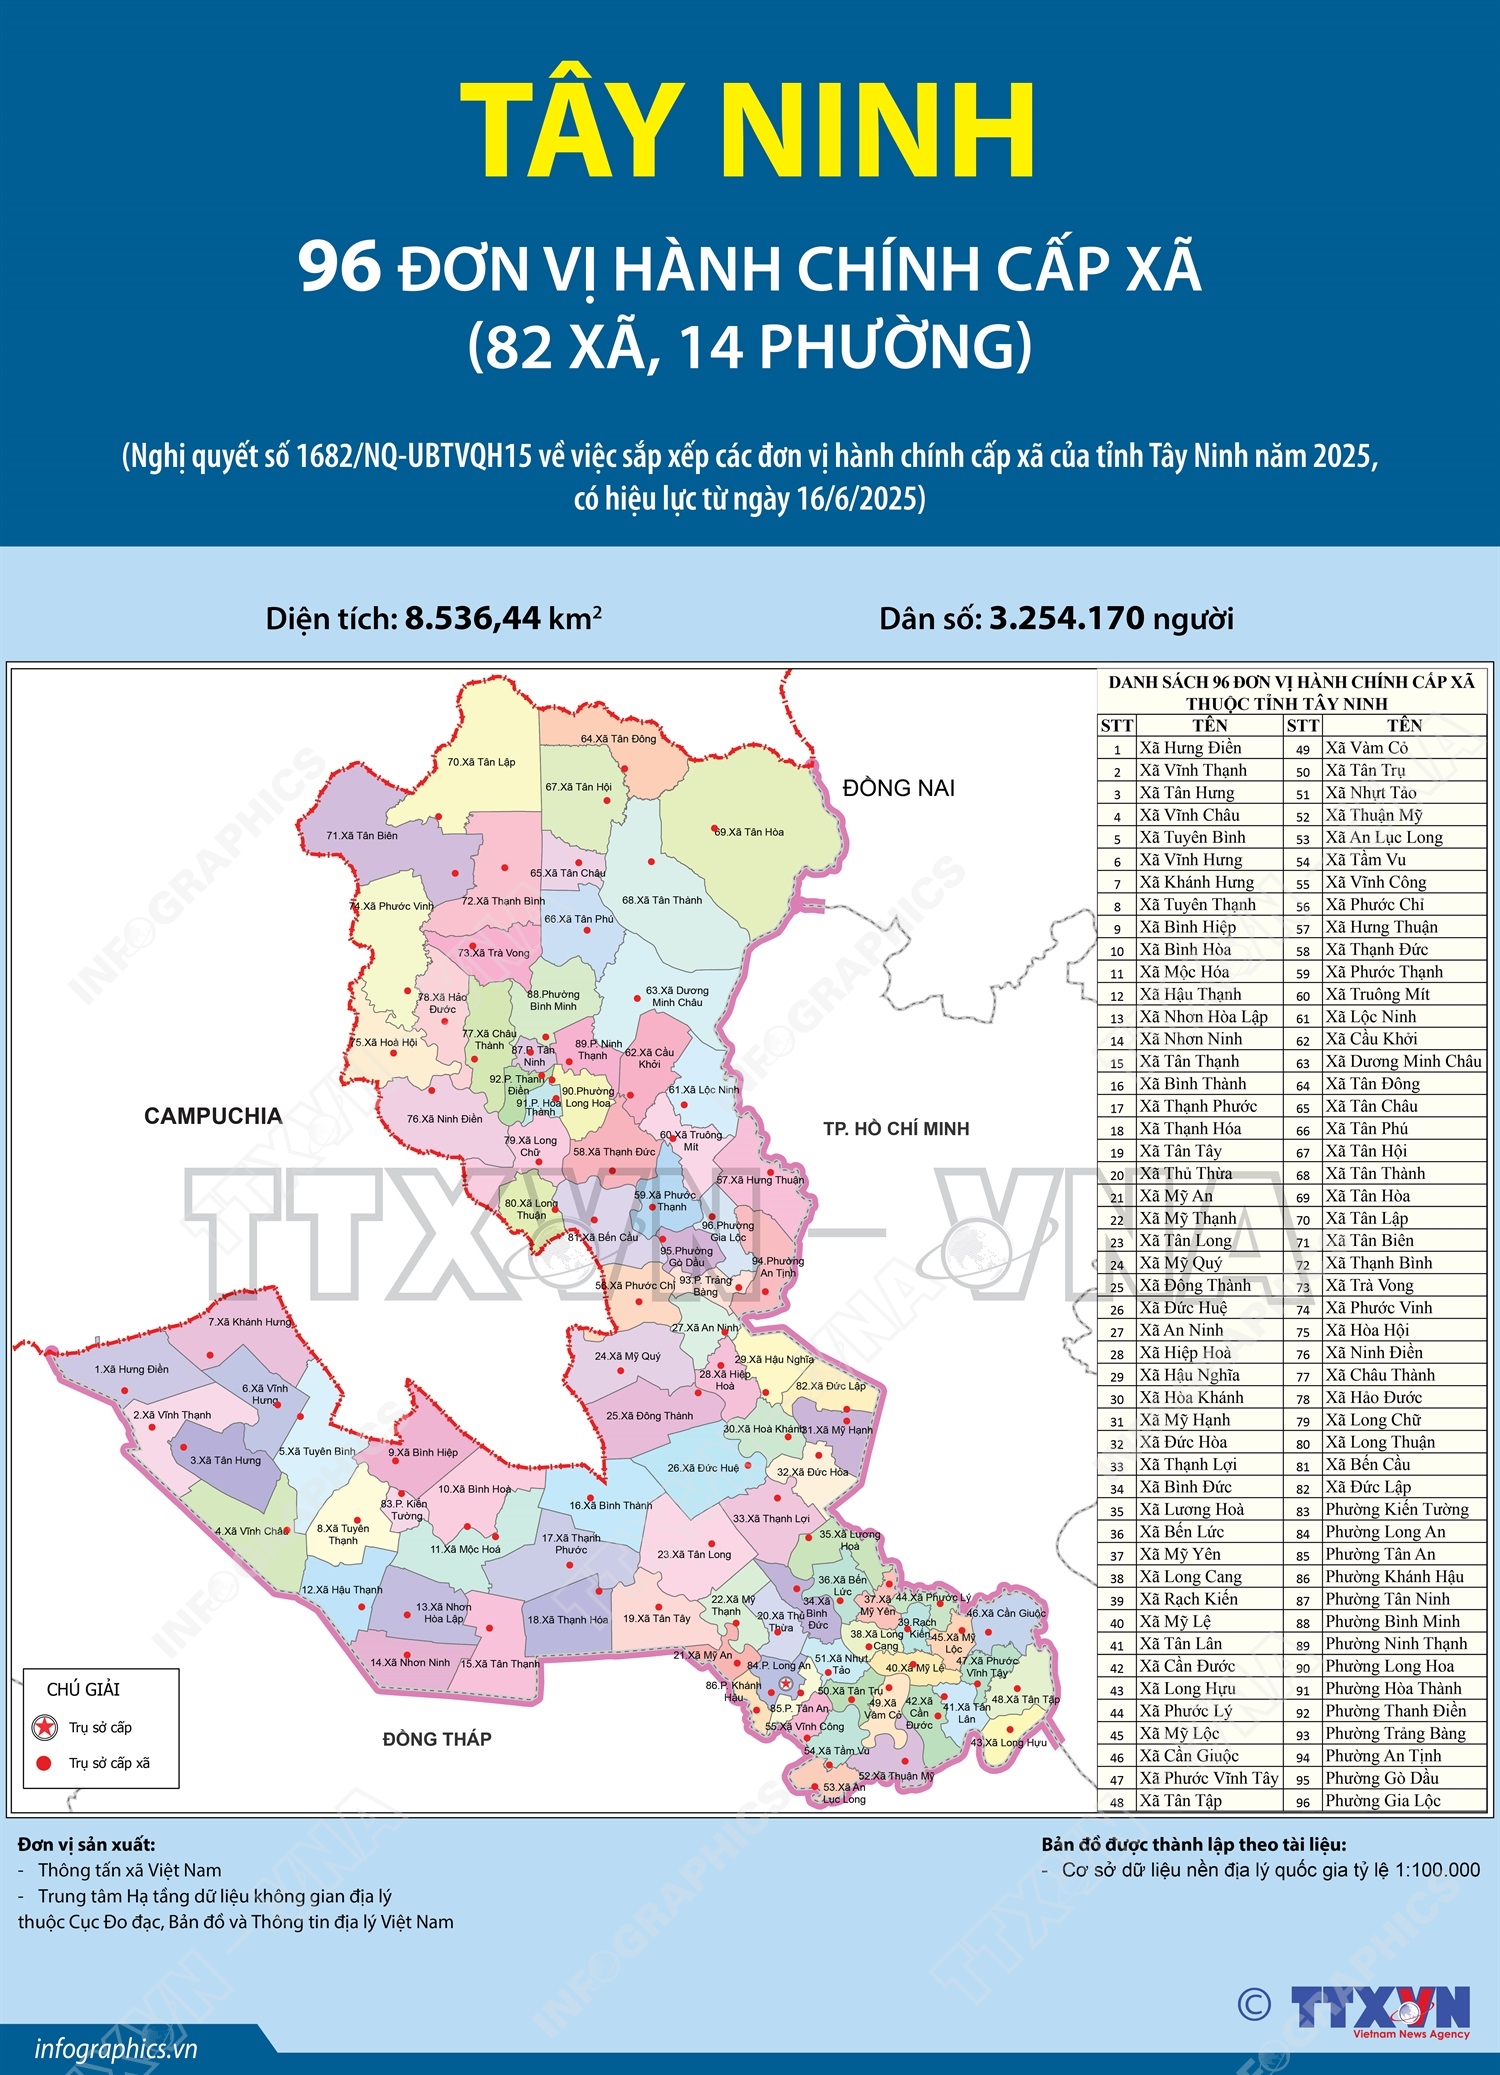 TÂY NINH
96 ĐƠN VỊ HÀNH CHÍNH CẤP XÃ
(82 XÃ, 14 PHƯỜNG)
(Nghị quyết số 1682/NQ-UBTVQH15 về việc sắp xếp các đơn vị hành chính cấp xã của tỉnh Tây Ninh năm 2025,
có hiệu lực từ ngày 16/6/2025)
Diện tích: 8.536,44 km²
Dân số: 3.254.170 người
ĐỒNG NAI
CAMPUCHIA
TP. HỒ CHÍ MINH
ĐỒNG THÁP
70.Xã Tân Lập
64.Xã Tân Đông
67.Xã Tân Hội
69.Xã Tân Hòa
71.Xã Tân Biên
65.Xã Tân Châu
72.Xã Thạnh Bình
68.Xã Tân Thành
74.Xã Phước Vinh
66.Xã Tân Phú
73.Xã Trà Vong
63.Xã Dương
Minh Châu
88.Phường
Bình Minh
78.Xã Hảo
Đước
77.Xã Châu
Thành
75.Xã Hoà Hội
87.P. Tân
Ninh
89.P. Ninh
Thạnh
62.Xã Cầu
Khởi
92.P. Thanh
Điền
90.Phường
Long Hoa
91.P. Hoà
Thành
61.Xã Lộc Ninh
76.Xã Ninh Điền
79.Xã Long
Chữ
60.Xã Truông
Mít
58.Xã Thạnh Đức
57.Xã Hưng Thuận
80.Xã Long
Thuận
59.Xã Phước
Thạnh
96.Phường
Gia Lộc
81.Xã Bến Cầu
95.Phường
Gò Dầu
94.Phường
An Tịnh
56.Xã Phước Chỉ
93.P. Trảng
Bàng
27.Xã An Ninh
7.Xã Khánh Hưng
1.Xã Hưng Điền
24.Xã Mỹ Quý
29.Xã Hậu Nghĩa
28.Xã Hiệp
Hoà
82.Xã Đức Lập
6.Xã Vĩnh
Hưng
2.Xã Vĩnh Thạnh
25.Xã Đông Thành
30.Xã Hoà Khánh
31.Xã Mỹ Hạnh
3.Xã Tân Hưng
5.Xã Tuyên Bình
9.Xã Bình Hiệp
26.Xã Đức Huệ
32.Xã Đức Hòa
10.Xã Bình Hoà
83.P. Kiến
Tường
16.Xã Bình Thành
4.Xã Vĩnh Châu
8.Xã Tuyên
Thạnh
11.Xã Mộc Hoá
17.Xã Thạnh
Phước
33.Xã Thạnh Lợi
35.Xã Lương
Hoà
23.Xã Tân Long
12.Xã Hậu Thạnh
36.Xã Bến
Lức
13.Xã Nhơn
Hòa Lập
18.Xã Thạnh Hóa
19.Xã Tân Tây
22.Xã Mỹ
Thạnh
20.Xã Thủ
Thừa
34.Xã
Bình
Đức
37.Xã
Mỹ Yên
44.Xã Phước Lý
46.Xã Cần Giuộc
39.Rạch
Kiến
38.Xã Long
Cang
45.Xã Mỹ
Lộc
14.Xã Nhơn Ninh
15.Xã Tân Thạnh
21.Xã Mỹ An
84.P. Long An
51.Xã Nhựt
Tảo
40.Xã Mỹ Lệ
47.Xã Phước
Vĩnh Tây
86.P. Khánh
Hậu
50.Xã Tân Trụ
85.P. Tân An
49.Xã
Vàm Cỏ
42.Xã
Cần
Đước
41.Xã Tân
Lân
48.Xã Tân Tập
55.Xã Vĩnh Công
43.Xã Long Hựu
54.Xã Tầm Vu
52.Xã Thuận Mỹ
53.Xã An
Lục Long
CHÚ GIẢI
Trụ sở cấp
Trụ sở cấp xã
DANH SÁCH 96 ĐƠN VỊ HÀNH CHÍNH CẤP XÃ
THUỘC TỈNH TÂY NINH
STT TÊN STT TÊN
1 Xã Hưng Điền 49 Xã Vàm Cỏ
2 Xã Vĩnh Thạnh 50 Xã Tân Trụ
3 Xã Tân Hưng 51 Xã Nhựt Tảo
4 Xã Vĩnh Châu 52 Xã Thuận Mỹ
5 Xã Tuyên Bình 53 Xã An Lục Long
6 Xã Vĩnh Hưng 54 Xã Tầm Vu
7 Xã Khánh Hưng 55 Xã Vĩnh Công
8 Xã Tuyên Thạnh 56 Xã Phước Chỉ
9 Xã Bình Hiệp 57 Xã Hưng Thuận
10 Xã Bình Hòa 58 Xã Thạnh Đức
11 Xã Mộc Hóa 59 Xã Phước Thạnh
12 Xã Hậu Thạnh 60 Xã Truông Mít
13 Xã Nhơn Hòa Lập 61 Xã Lộc Ninh
14 Xã Nhơn Ninh 62 Xã Cầu Khởi
15 Xã Tân Thạnh 63 Xã Dương Minh Châu
16 Xã Bình Thành 64 Xã Tân Đông
17 Xã Thạnh Phước 65 Xã Tân Châu
18 Xã Thạnh Hóa 66 Xã Tân Phú
19 Xã Tân Tây 67 Xã Tân Hội
20 Xã Thủ Thừa 68 Xã Tân Thành
21 Xã Mỹ An 69 Xã Tân Hòa
22 Xã Mỹ Thạnh 70 Xã Tân Lập
23 Xã Tân Long 71 Xã Tân Biên
24 Xã Mỹ Quý 72 Xã Thạnh Bình
25 Xã Đông Thành 73 Xã Trà Vong
26 Xã Đức Huệ 74 Xã Phước Vinh
27 Xã An Ninh 75 Xã Hòa Hội
28 Xã Hiệp Hoà 76 Xã Ninh Điền
29 Xã Hậu Nghĩa 77 Xã Châu Thành
30 Xã Hòa Khánh 78 Xã Hảo Đước
31 Xã Mỹ Hạnh 79 Xã Long Chữ
32 Xã Đức Hòa 80 Xã Long Thuận
33 Xã Thạnh Lợi 81 Xã Bến Cầu
34 Xã Bình Đức 82 Xã Đức Lập
35 Xã Lương Hoà 83 Phường Kiến Tường
36 Xã Bến Lức 84 Phường Long An
37 Xã Mỹ Yên 85 Phường Tân An
38 Xã Long Cang 86 Phường Khánh Hậu
39 Xã Rạch Kiến 87 Phường Tân Ninh
40 Xã Mỹ Lệ 88 Phường Bình Minh
41 Xã Tân Lân 89 Phường Ninh Thạnh
42 Xã Cần Đước 90 Phường Long Hoa
43 Xã Long Hựu 91 Phường Hòa Thành
44 Xã Phước Lý 92 Phường Thanh Điền
45 Xã Mỹ Lộc 93 Phường Trảng Bàng
46 Xã Cần Giuộc 94 Phường An Tịnh
47 Xã Phước Vĩnh Tây 95 Phường Gò Dầu
48 Xã Tân Tập 96 Phường Gia Lộc
Đơn vị sản xuất:
- Thông tấn xã Việt Nam
- Trung tâm Hạ tầng dữ liệu không gian địa lý
thuộc Cục Đo đạc, Bản đồ và Thông tin địa lý Việt Nam
Bản đồ được thành lập theo tài liệu:
- Cơ sở dữ liệu nền địa lý quốc gia tỷ lệ 1:100.000
© TTXVN
Vietnam News Agency
infographics.vn
TTXVN - VNA
INFOGRAPHICS